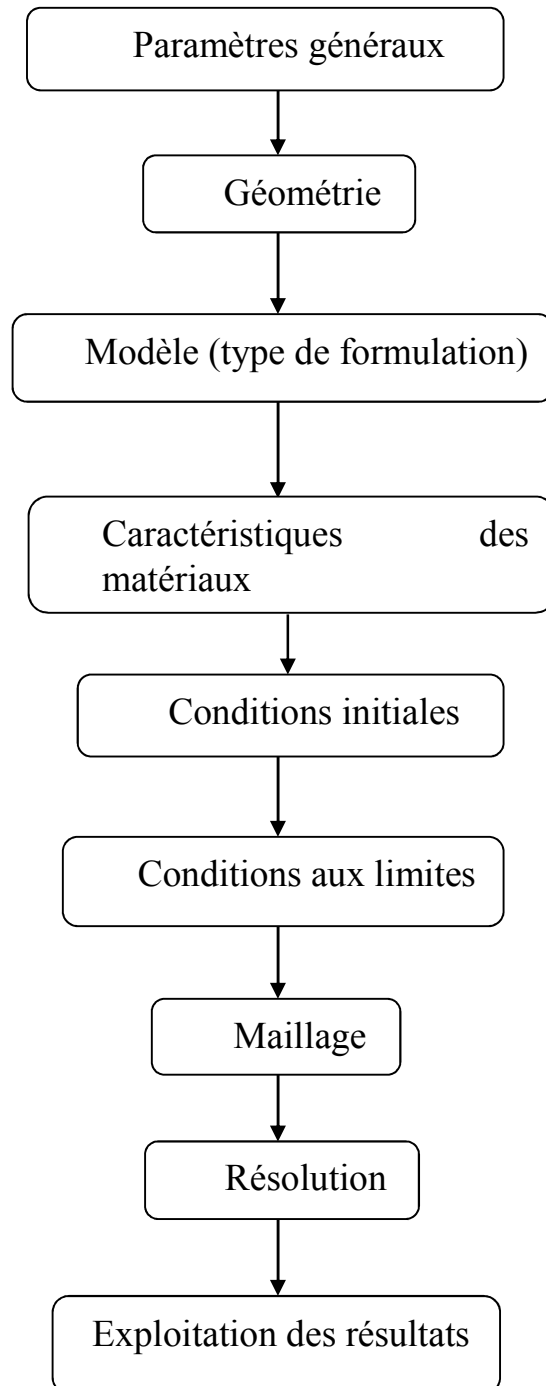 Paramètres généraux
Géométrie
Modèle (type de formulation)
Caractéristiques des
matériaux
Conditions initiales
Conditions aux limites
Maillage
Résolution
Exploitation des résultats